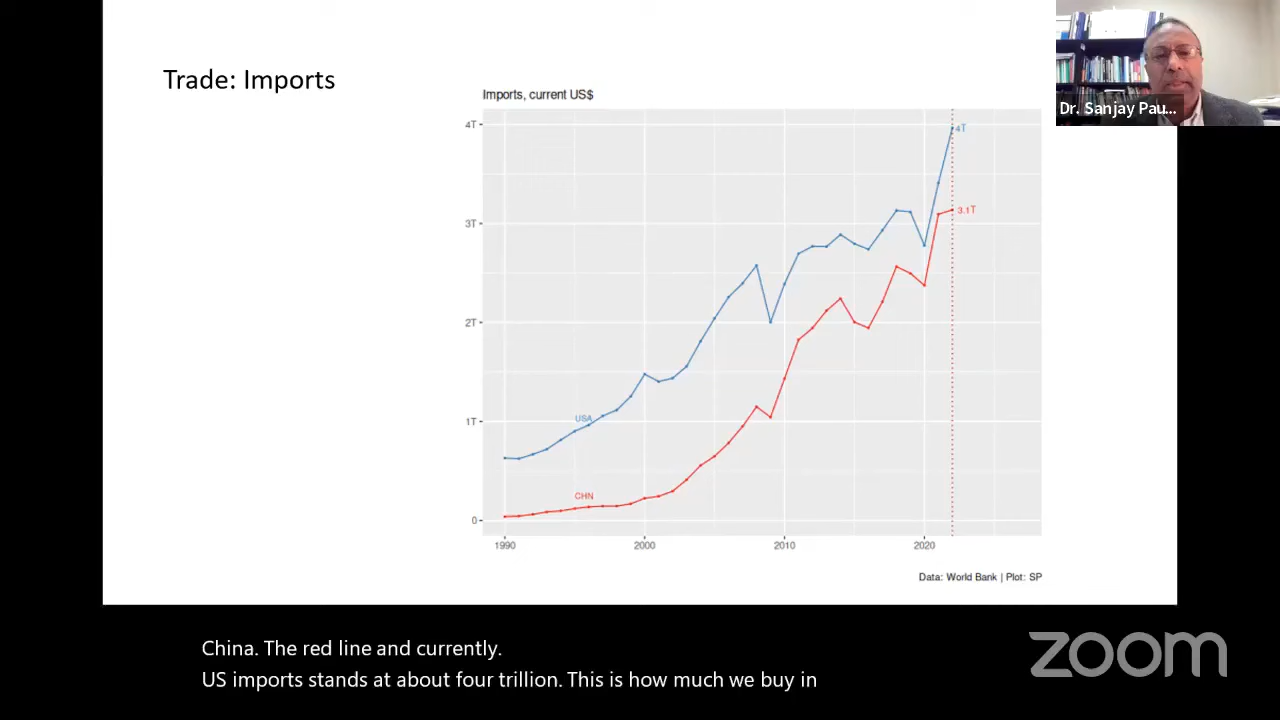 Trade: Imports
Imports, current US$
Dr. Sanjay Pau...
4T
4T
3T
3.1T
2T
USA
1T
CHN
0
1990 2000 2010 2020
Data: World Bank | Plot: SP
China. The red line and currently.
US imports stands at about four trillion. This is how much we buy in
zoom